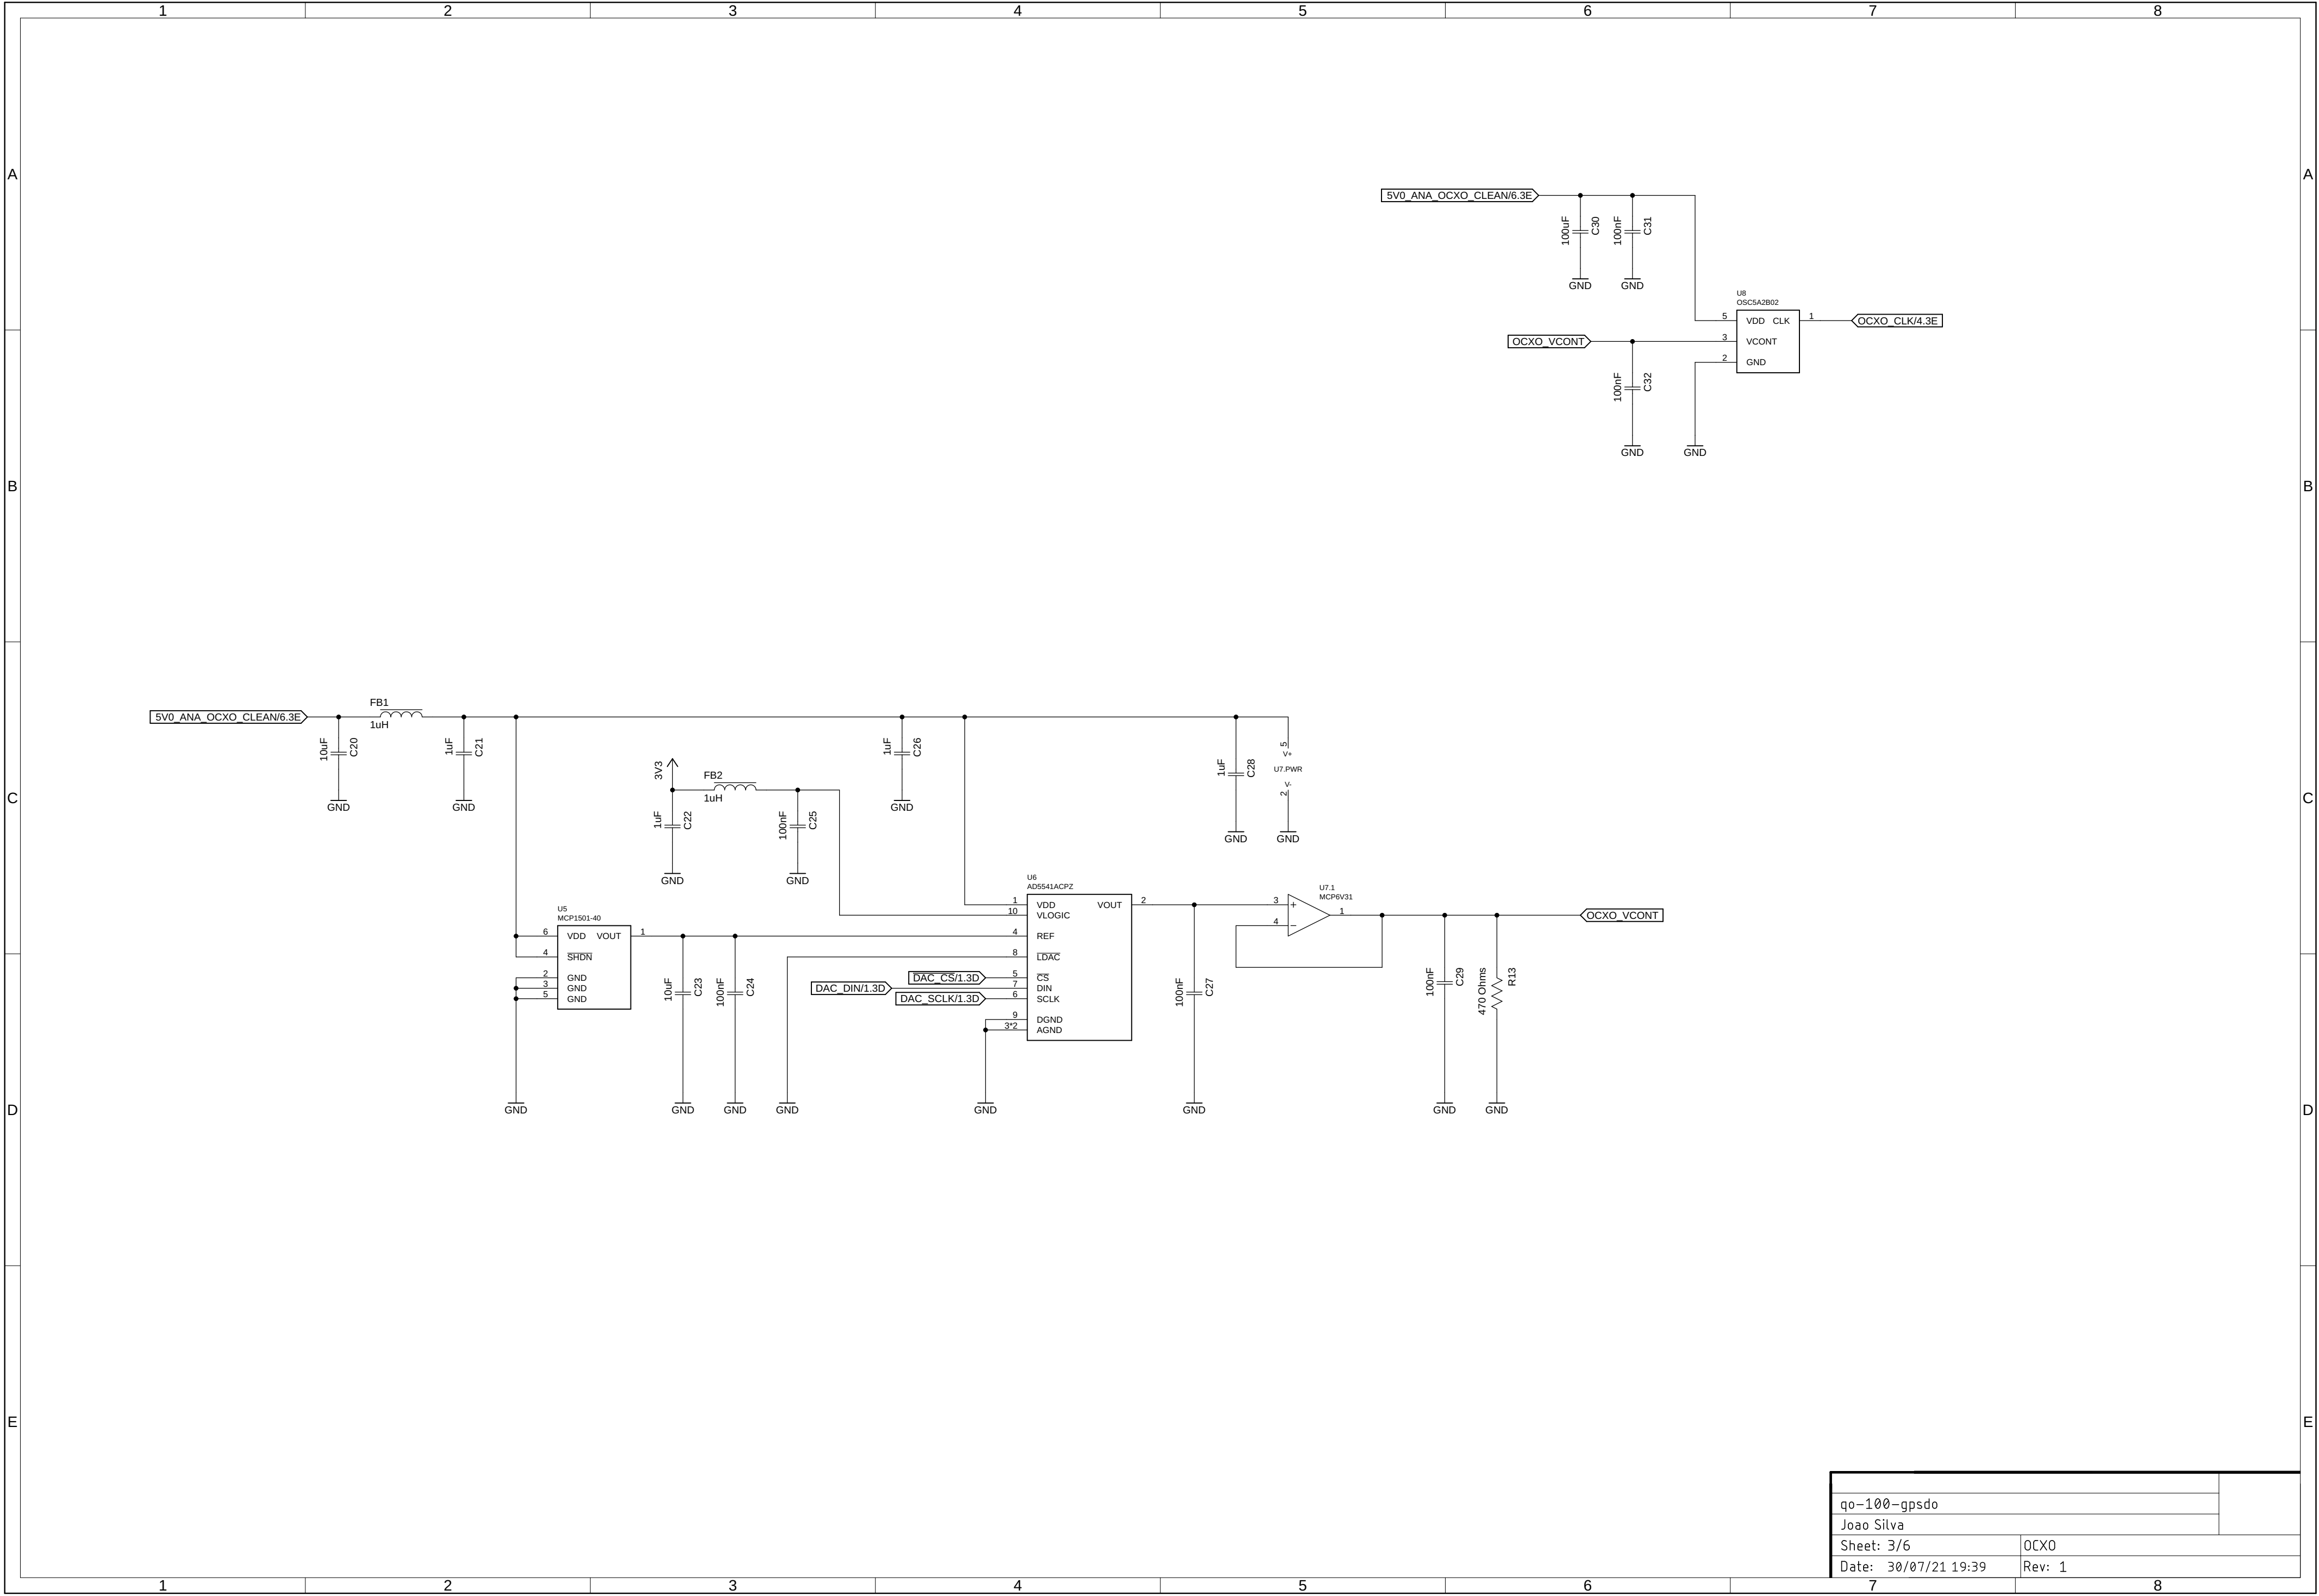 1 2 3 4 5 6 7 8
A A
5V0_ANA_OCXO_CLEAN/6.3E
100uF C30 100nF C31
GND GND
U8
OSC5A2B02
5 VDD CLK 1 OCXO_CLK/4.3E
OCXO_VCONT 3 VCONT
2 GND
100nF C32
GND GND
B B
FB1
5V0_ANA_OCXO_CLEAN/6.3E
1uH
10uF C20 1uF C21 1uF C26 1uF C28
5
V+
U7.PWR
V-
2
3V3 FB2
1uH
C C
GND GND GND
1uF C22 100nF C25
GND GND
GND GND
U6
AD5541ACPZ
1 VDD VOUT 2
10 VLOGIC
4 REF
8 LDAC
DAC_CS/1.3D 5 CS
DAC_DIN/1.3D 7 DIN
DAC_SCLK/1.3D 6 SCLK
9 DGND
3*2 AGND
U7.1
MCP6V31
3 +
4 −
1 OCXO_VCONT
U5
MCP1501-40
6 VDD VOUT 1
4 SHDN
2 GND
3 GND
5 GND
10uF C23 100nF C24 100nF C27 100nF C29 470 Ohms R13
GND GND GND GND GND GND GND GND
D D
E E
qo-100-gpsdo
Joao Silva
Sheet: 3/6 OCXO
Date: 30/07/21 19:39 Rev: 1
1 2 3 4 5 6 7 8